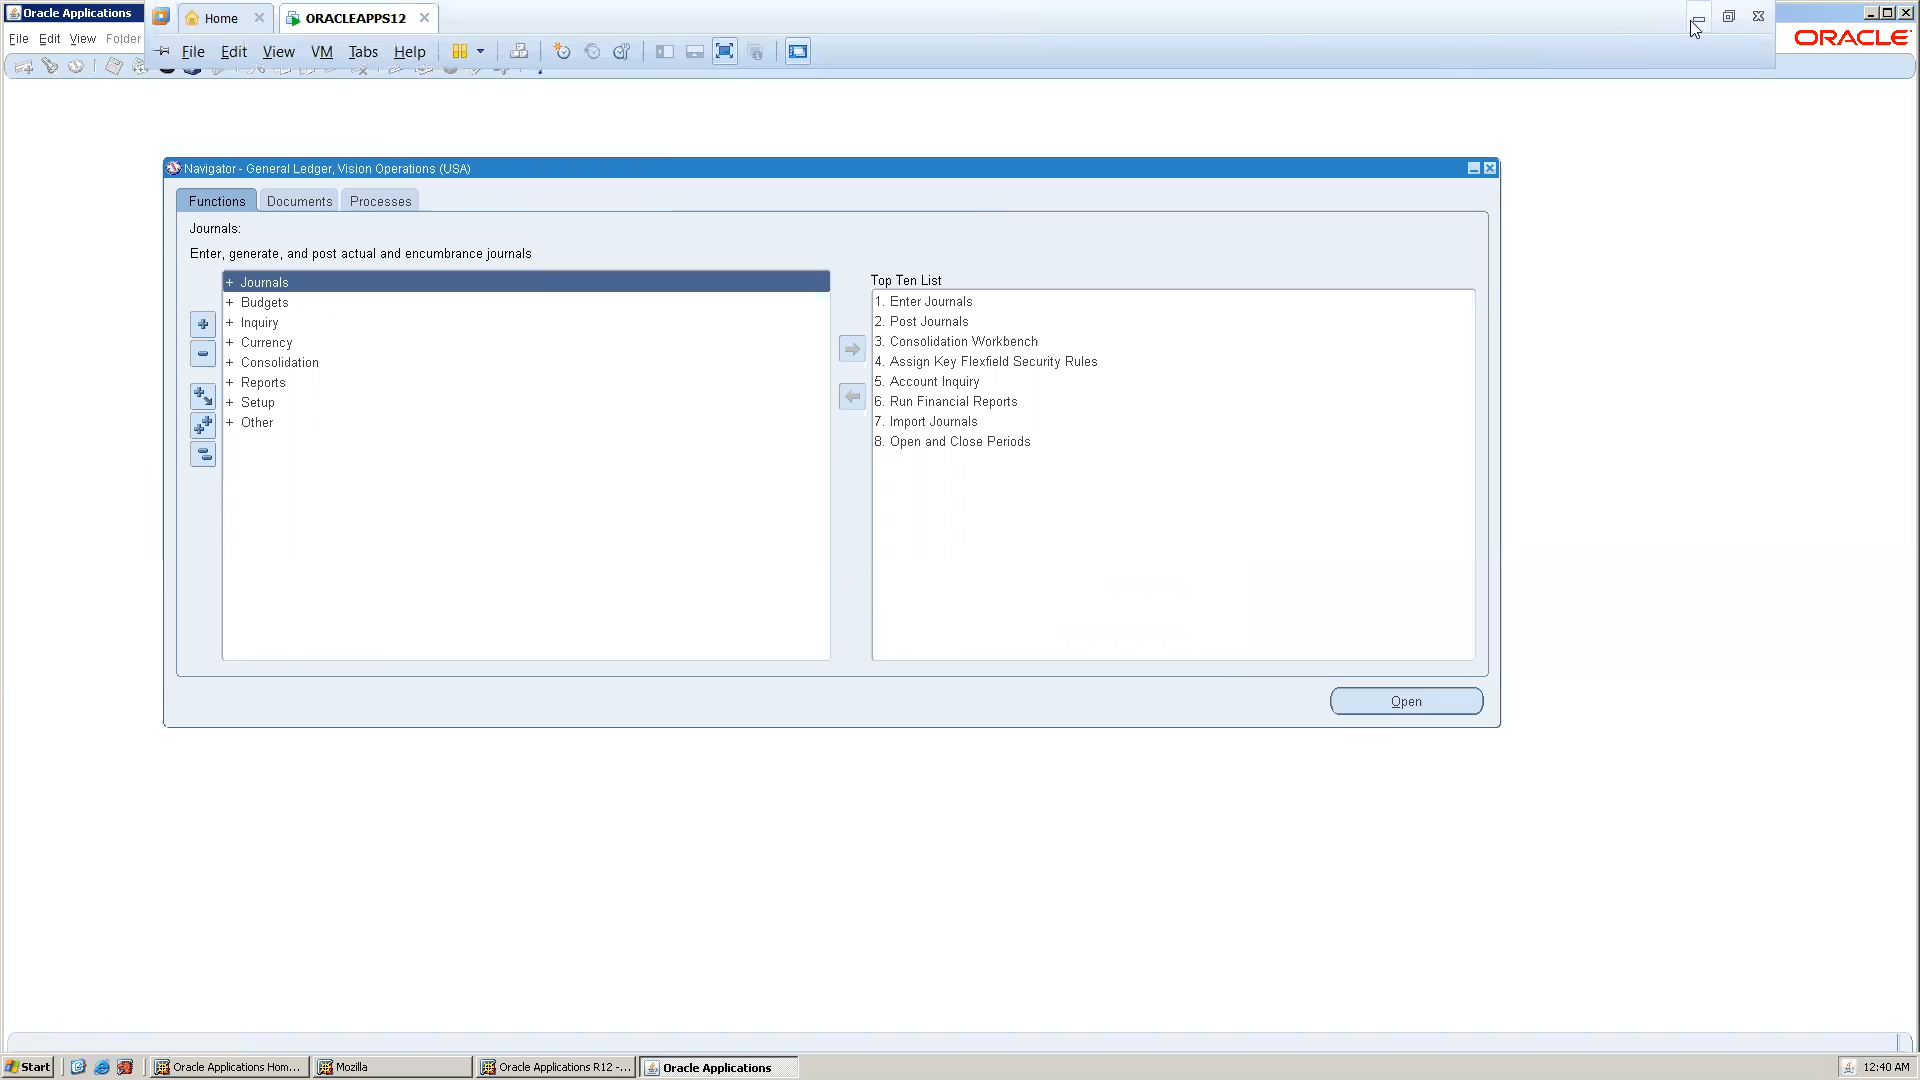 Oracle Applications
Home
ORACLEAPPS12
File Edit View Folder
File Edit View VM Tabs Help
ORACLE
Navigator - General Ledger, Vision Operations (USA)
Functions Documents Processes
Journals:
Enter, generate, and post actual and encumbrance journals
+ Journals
+ Budgets
+ Inquiry
+ Currency
+ Consolidation
+ Reports
+ Setup
+ Other
Top Ten List
1. Enter Journals
2. Post Journals
3. Consolidation Workbench
4. Assign Key Flexfield Security Rules
5. Account Inquiry
6. Run Financial Reports
7. Import Journals
8. Open and Close Periods
Open
Start
Oracle Applications Hom...
Mozilla
Oracle Applications R12 -...
Oracle Applications
12:40 AM